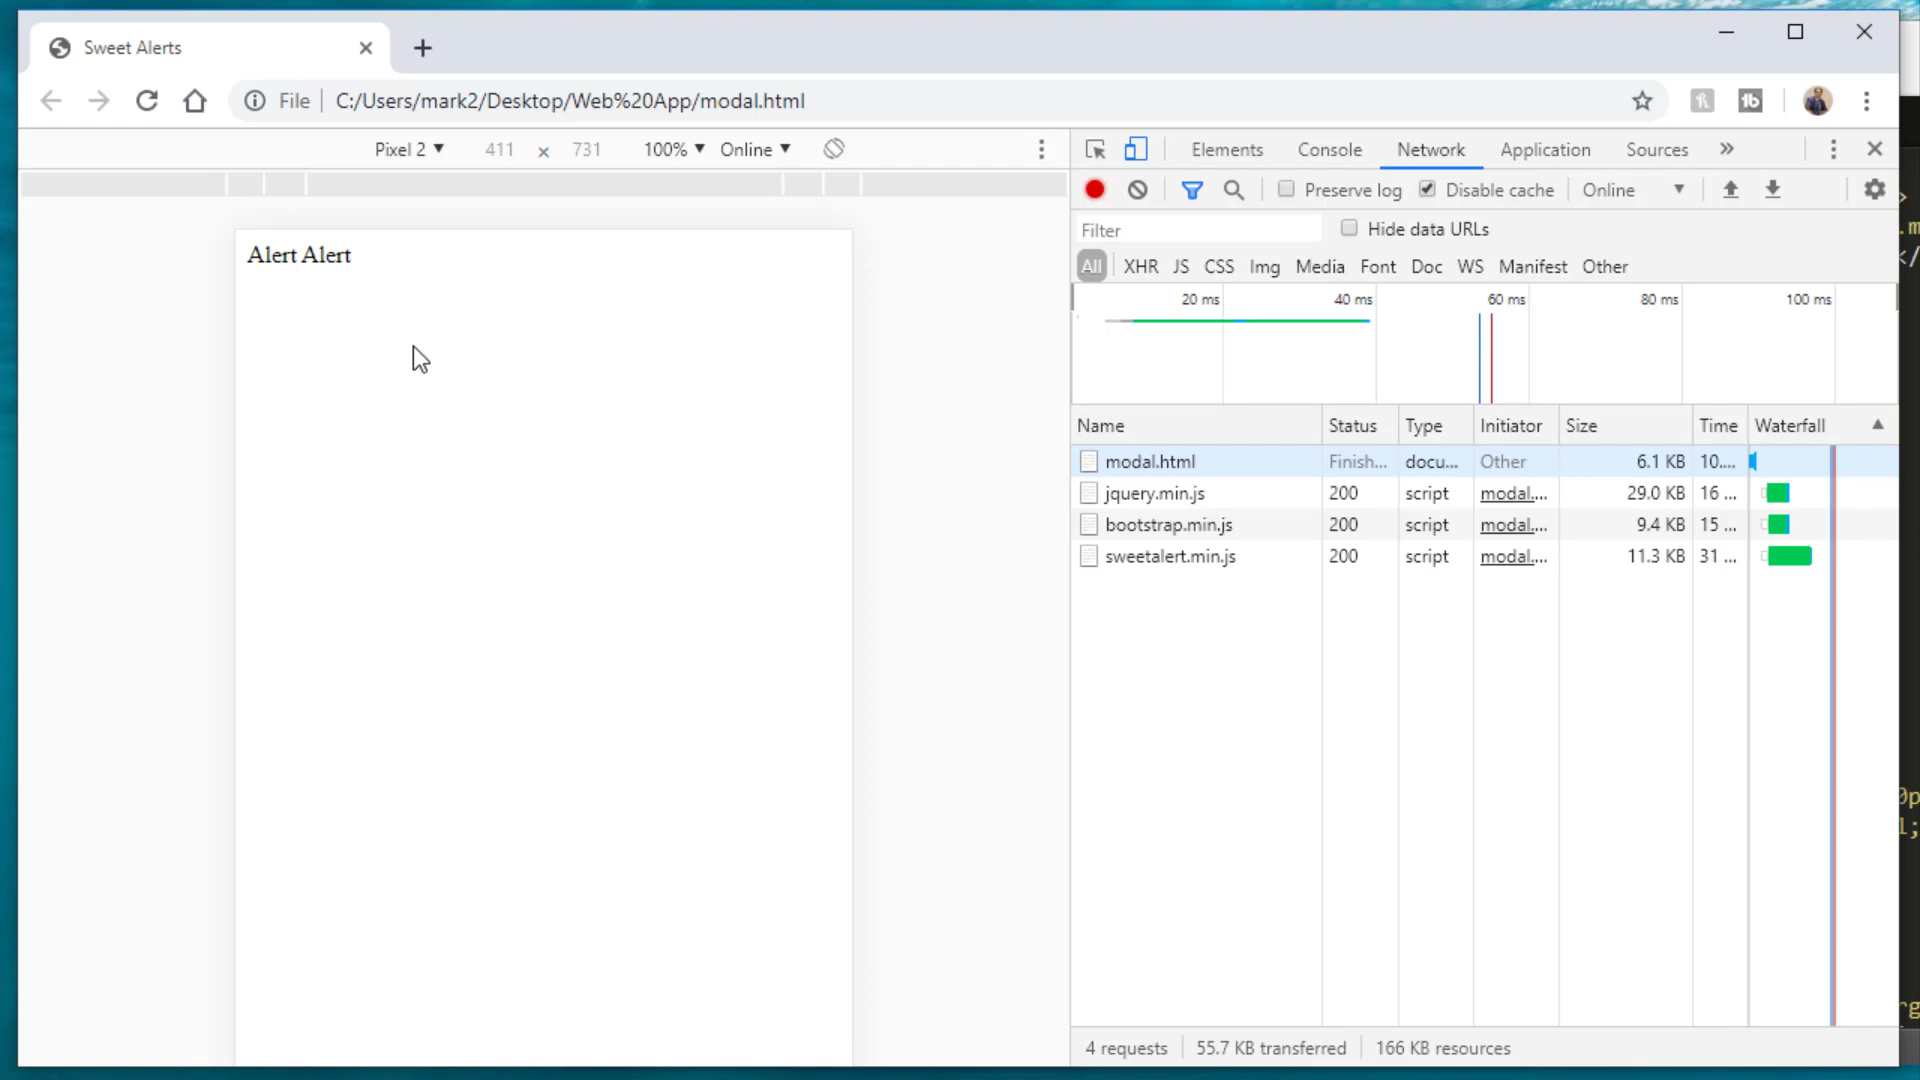 Sweet Alerts
File C:/Users/mark2/Desktop/Web%20App/modal.html
Pixel 2 411 x 731 100% Online
Elements Console Network Application Sources
Preserve log Disable cache Online
Filter Hide data URLs
All XHR JS CSS Img Media Font Doc WS Manifest Other
Alert Alert
20 ms 40 ms 60 ms 80 ms 100 ms
Name Status Type Initiator Size Time Waterfall
modal.html Finish... docu... Other 6.1 KB 10....
jquery.min.js 200 script modal.... 29.0 KB 16 ...
bootstrap.min.js 200 script modal.... 9.4 KB 15 ...
sweetalert.min.js 200 script modal.... 11.3 KB 31 ...
4 requests 55.7 KB transferred 166 KB resources